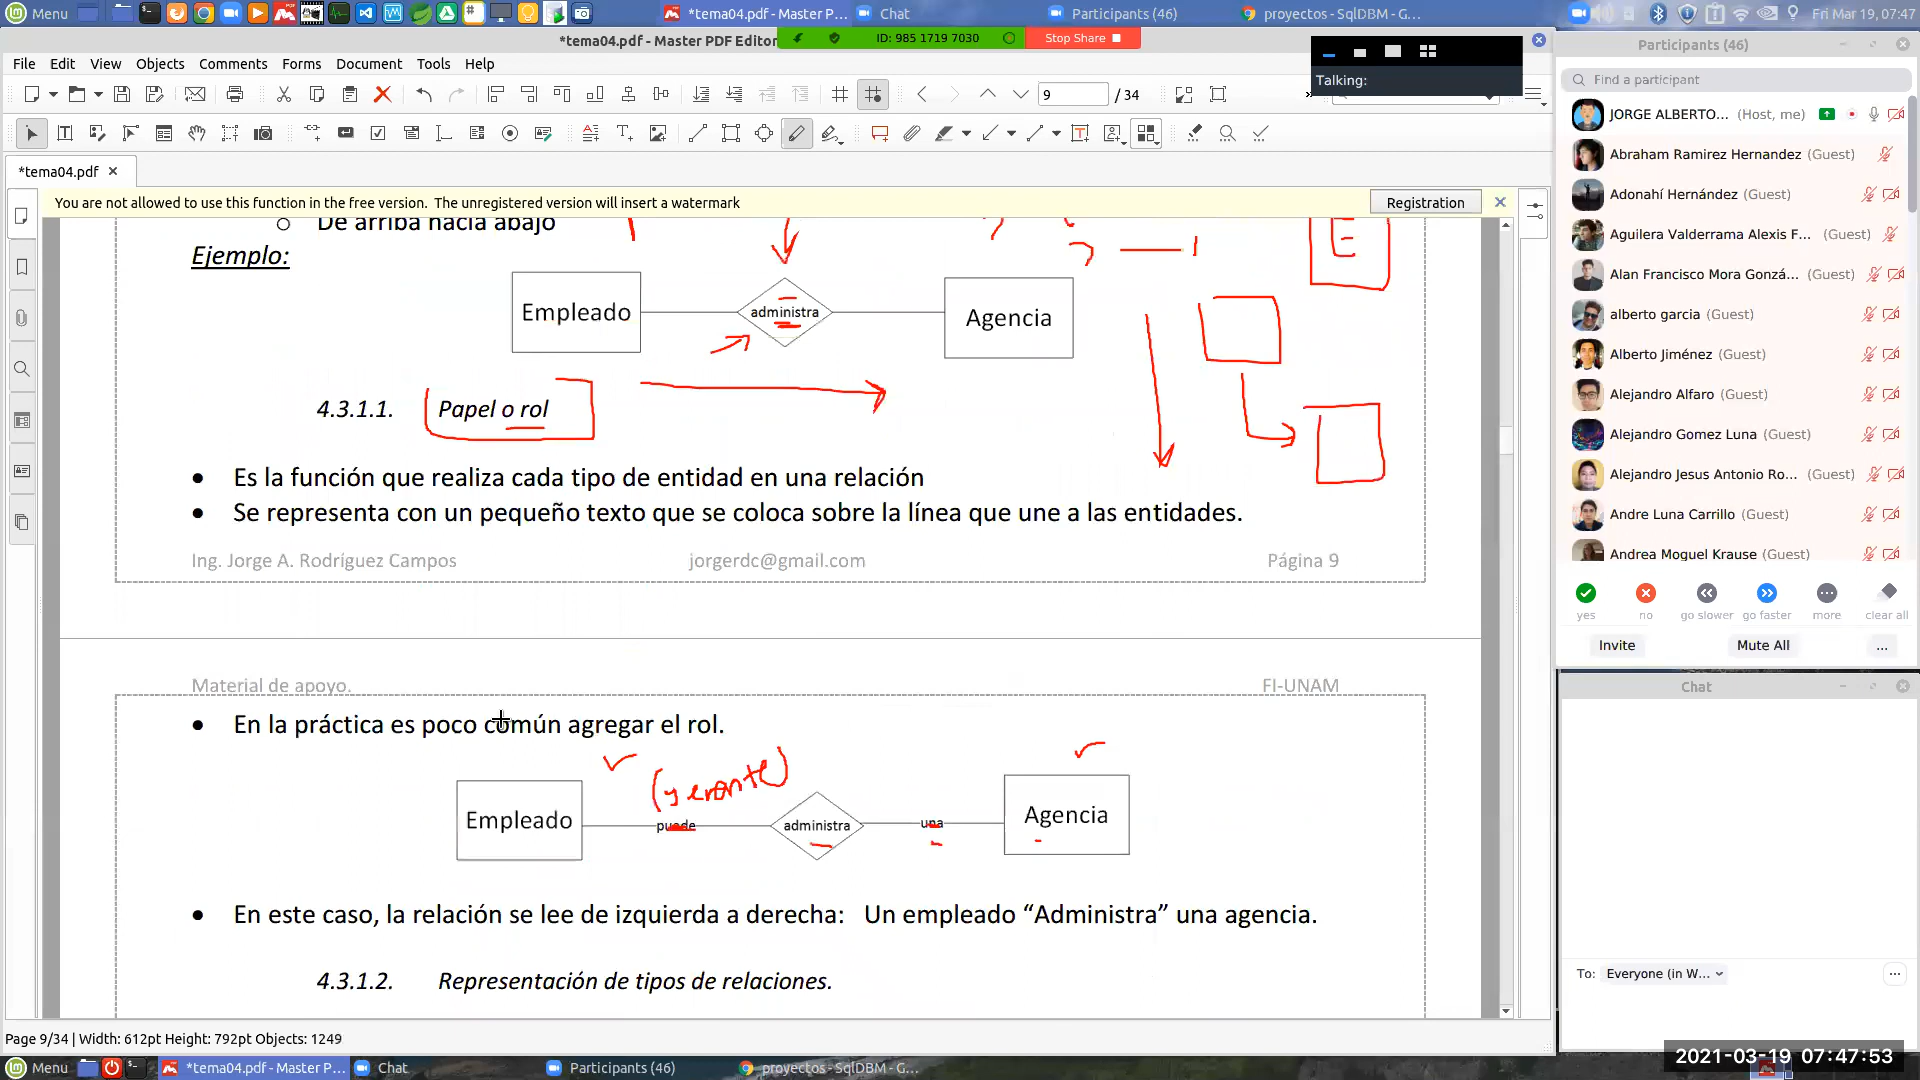 *tema04.pdf - Master P...
Chat
Participants (46)
proyectos - SqlDBM - G...
Fri Mar 19, 07:47
*tema04.pdf - Master PDF Editor
ID: 985 1719 7030
Stop Share
Talking:
File Edit View Objects Comments Forms Document Tools Help
9 / 34
*tema04.pdf
You are not allowed to use this function in the free version. The unregistered version will insert a watermark
Registration
De arriba hacia abajo
Ejemplo:
Empleado
administra
Agencia
E
4.3.1.1. Papel o rol
Es la función que realiza cada tipo de entidad en una relación
Se representa con un pequeño texto que se coloca sobre la línea que une a las entidades.
Ing. Jorge A. Rodríguez Campos jorgerdc@gmail.com Página 9
Material de apoyo. FI-UNAM
En la práctica es poco común agregar el rol.
(gerente)
Empleado
puede
administra
una
Agencia
En este caso, la relación se lee de izquierda a derecha: Un empleado “Administra” una agencia.
4.3.1.2. Representación de tipos de relaciones.
Page 9/34 | Width: 612pt Height: 792pt Objects: 1249
Participants (46)
Find a participant
JORGE ALBERTO... (Host, me)
Abraham Ramirez Hernandez (Guest)
Adonahí Hernández (Guest)
Aguilera Valderrama Alexis F... (Guest)
Alan Francisco Mora Gonzá... (Guest)
alberto garcia (Guest)
Alberto Jiménez (Guest)
Alejandro Alfaro (Guest)
Alejandro Gomez Luna (Guest)
Alejandro Jesus Antonio Ro... (Guest)
Andre Luna Carrillo (Guest)
Andrea Moguel Krause (Guest)
yes no go slower go faster more clear all
Invite Mute All ...
Chat
To: Everyone (in W...
2021-03-19 07:47:53
Menu
*tema04.pdf - Master P...
Chat
Participants (46)
proyectos - SqlDBM - G...